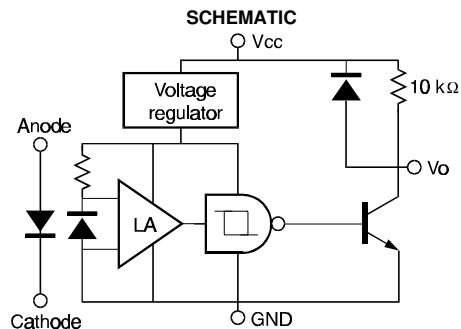 SCHEMATIC
Vcc
Voltage
regulator
10 kΩ
Anode
Vo
LA
Cathode
GND